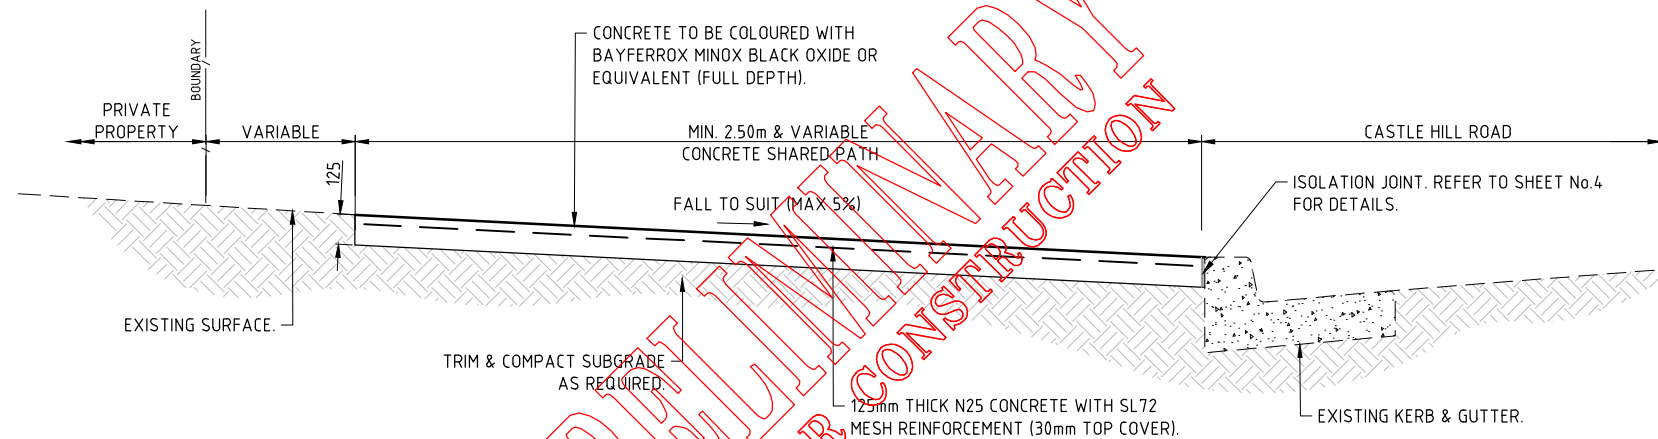 CONCRETE TO BE COLOURED WITH
BAYFERROX MINOX BLACK OXIDE OR
EQUIVALENT (FULL DEPTH).
BOUNDARY
PRIVATE
PROPERTY
VARIABLE
MIN. 2.50m & VARIABLE
CONCRETE SHARED PATH
CASTLE HILL ROAD
125
FALL TO SUIT (MAX 5%)
ISOLATION JOINT. REFER TO SHEET No.4
FOR DETAILS.
EXISTING SURFACE.
TRIM & COMPACT SUBGRADE
AS REQUIRED.
125mm THICK N25 CONCRETE WITH SL72
MESH REINFORCEMENT (30mm TOP COVER).
EXISTING KERB & GUTTER.
ELIMINARY
R CONSTRUCTION